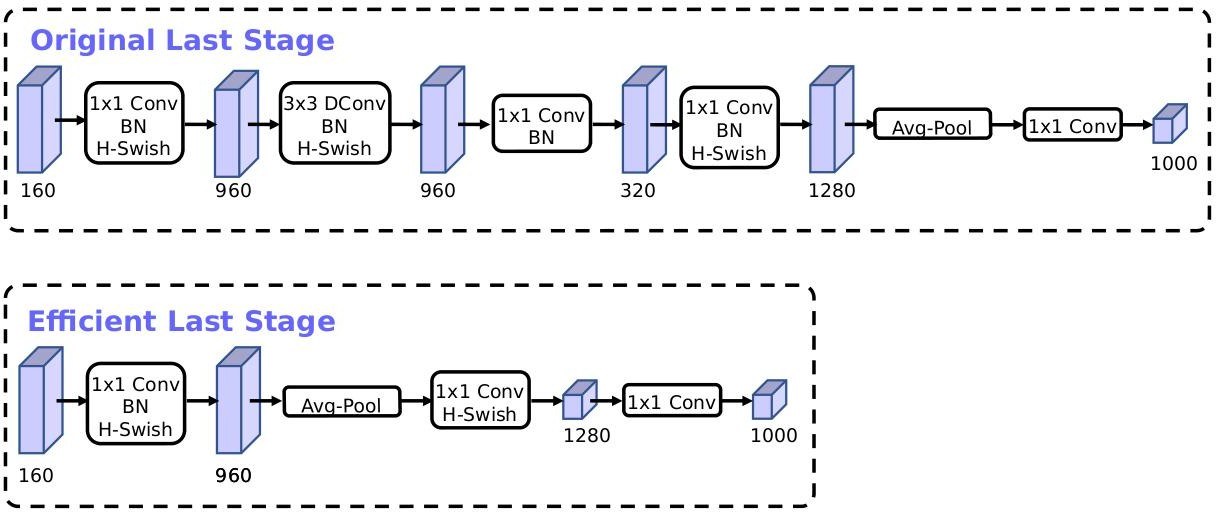 Original Last Stage
1x1 Conv
BN
H-Swish
3x3 DConv
BN
H-Swish
1x1 Conv
BN
1x1 Conv
BN
H-Swish
Avg-Pool
1x1 Conv
160
960
960
320
1280
1000
Efficient Last Stage
1x1 Conv
BN
H-Swish
Avg-Pool
1x1 Conv
H-Swish
1x1 Conv
160
960
1280
1000